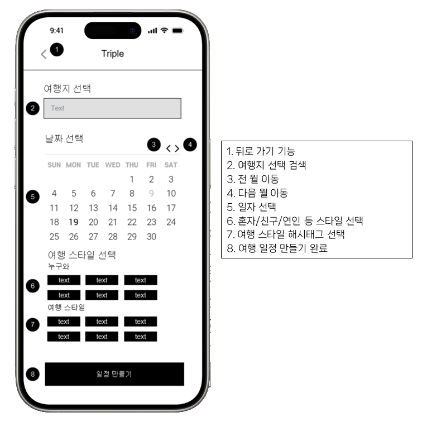 9:41
1
Triple
여행지 선택
2
Text
날짜 선택
3 < > 4
SUN MON TUE WED THU FRI SAT
1 2 3
5
4 5 6 7 8 9 10
11 12 13 14 15 16 17
18 19 20 21 22 23 24
25 26 27 28 29 30
여행 스타일 선택
누구와
6
text text text
text text text
여행 스타일
7
text text text
text text text
8
일정 만들기
1. 뒤로 가기 기능
2. 여행지 선택 검색
3. 전 월 이동
4. 다음 월 이동
5. 일자 선택
6. 혼자/친구/연인 등 스타일 선택
7. 여행 스타일 해시태그 선택
8. 여행 일정 만들기 완료